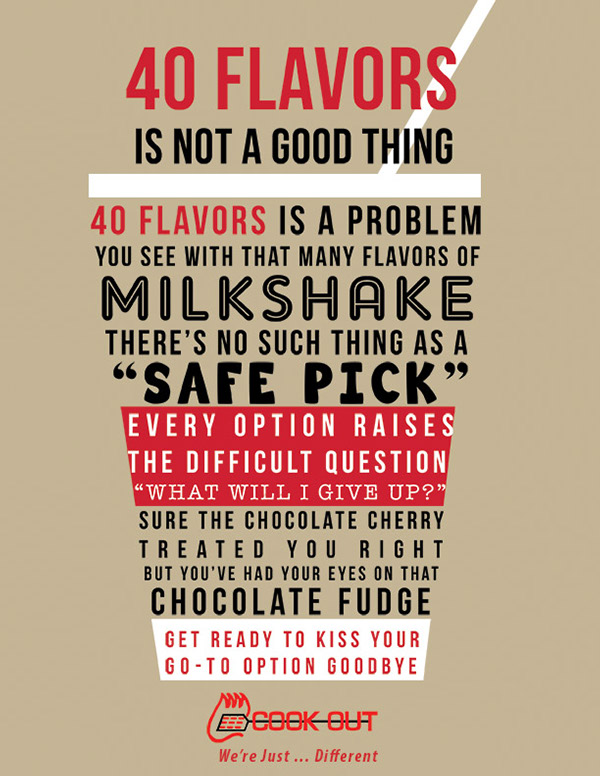 40 FLAVORS
IS NOT A GOOD THING
40 FLAVORS IS A PROBLEM
YOU SEE WITH THAT MANY FLAVORS OF
MILKSHAKE
THERE'S NO SUCH THING AS A
“SAFE PICK”
EVERY OPTION RAISES
THE DIFFICULT QUESTION
“WHAT WILL I GIVE UP?”
SURE THE CHOCOLATE CHERRY
TREATED YOU RIGHT
BUT YOU'VE HAD YOUR EYES ON THAT
CHOCOLATE FUDGE
GET READY TO KISS YOUR
GO-TO OPTION GOODBYE
COOK OUT
We're Just ... Different